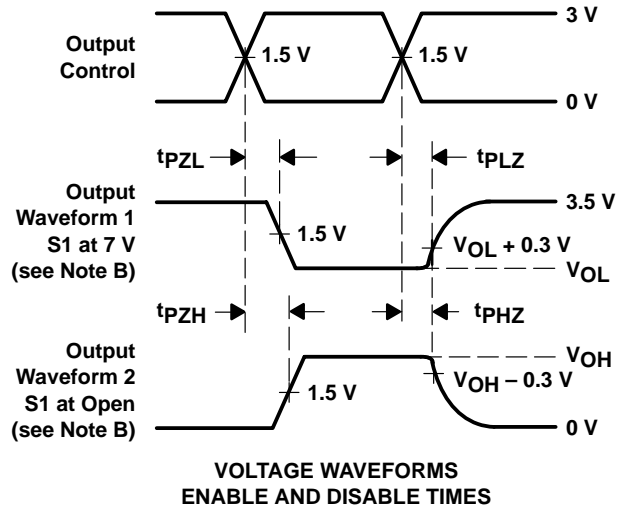 3 V
Output
Control
1.5 V
1.5 V
0 V
tPZL
tPLZ
Output
Waveform 1
S1 at 7 V
(see Note B)
3.5 V
1.5 V
VOL + 0.3 V
VOL
tPZH
tPHZ
Output
Waveform 2
S1 at Open
(see Note B)
VOH
1.5 V
VOH – 0.3 V
0 V
VOLTAGE WAVEFORMS
ENABLE AND DISABLE TIMES